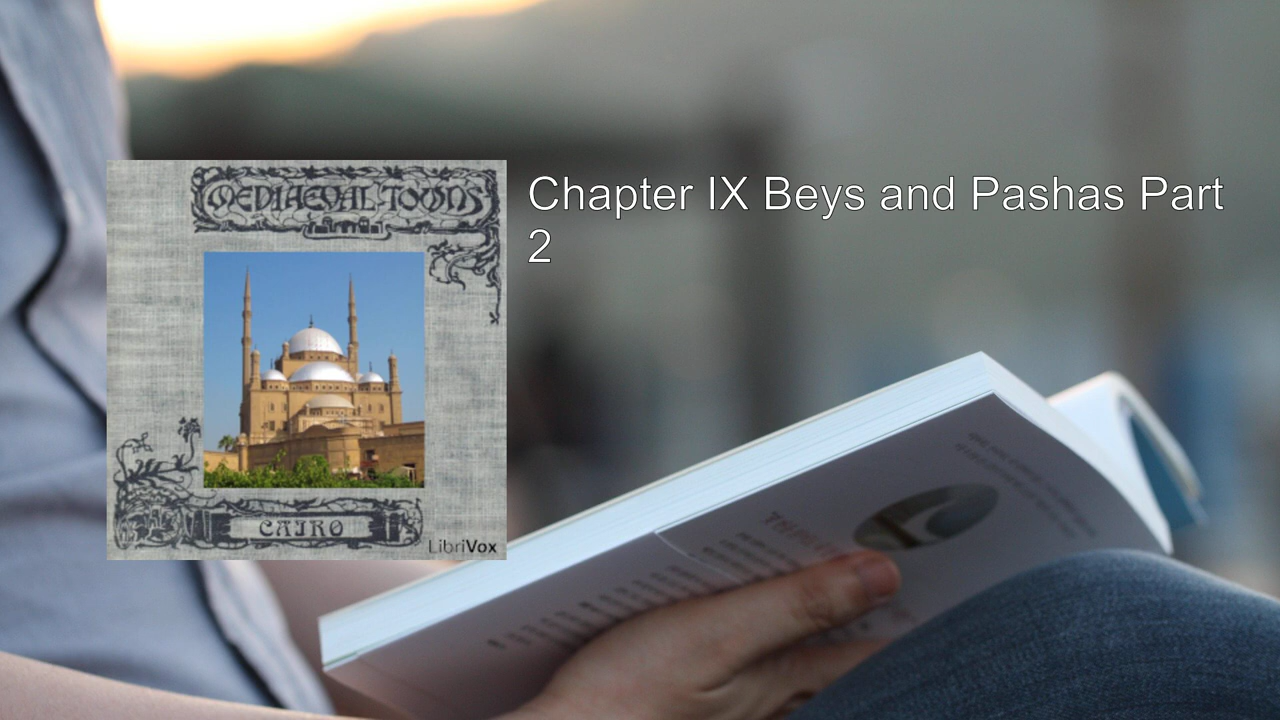 MEDIAEVAL TOWNS
Chapter IX Beys and Pashas Part
2
CAIRO
LibriVox